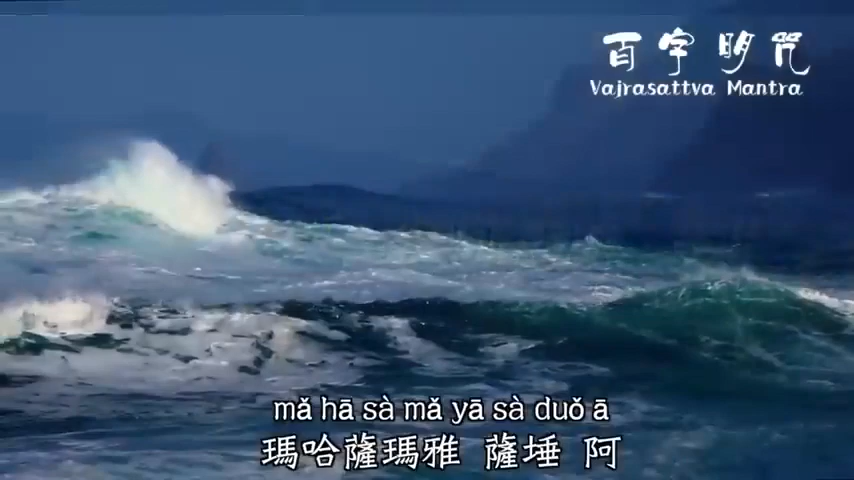 百字明咒
Vajrasattva Mantra
mǎ hā sà mǎ yā sà duǒ ā
瑪哈薩瑪雅 薩埵 阿